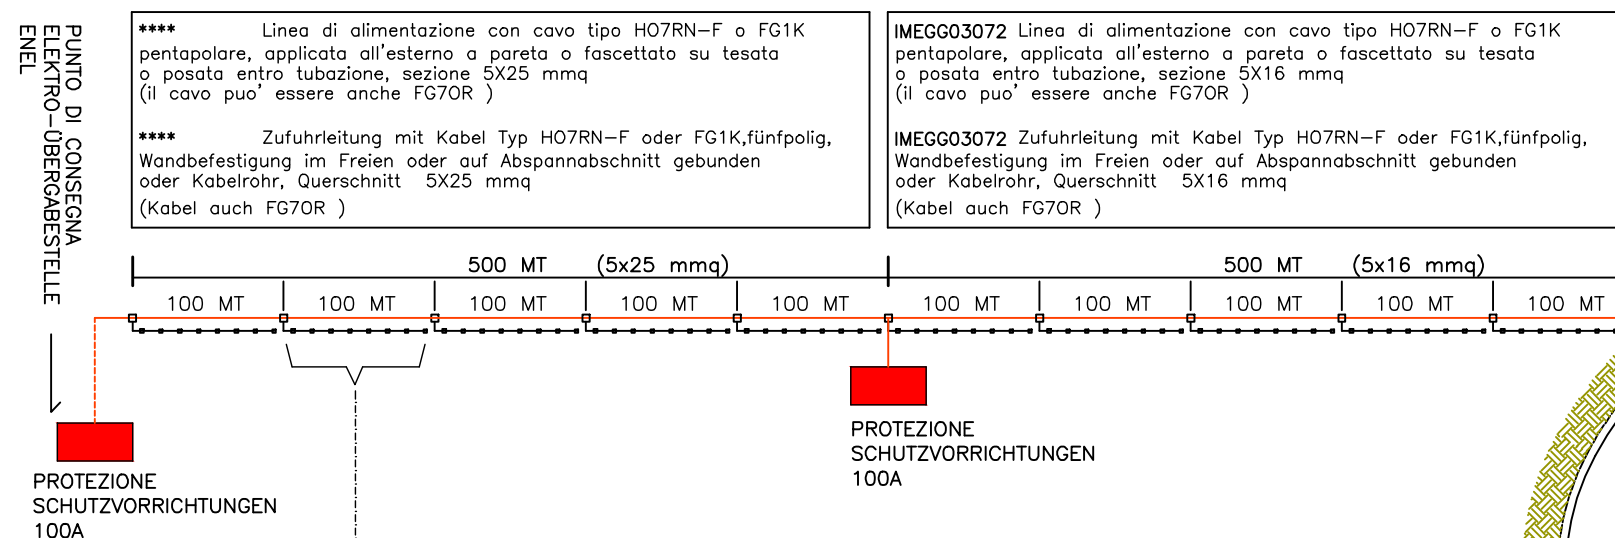 PUNTO DI CONSEGNA
ELEKTRO-ÜBERGABESTELLE
ENEL
**** Linea di alimentazione con cavo tipo HO7RN-F o FG1K
pentapolare, applicata all'esterno a pareta o fascettato su tesata
o posata entro tubazione, sezione 5X25 mmq
(il cavo puo' essere anche FG7OR )
**** Zufuhrleitung mit Kabel Typ HO7RN-F oder FG1K,fünfpolig,
Wandbefestigung im Freien oder auf Abspannabschnitt gebunden
oder Kabelrohr, Querschnitt 5X25 mmq
(Kabel auch FG7OR )
IMEGG03072 Linea di alimentazione con cavo tipo HO7RN-F o FG1K
pentapolare, applicata all'esterno a pareta o fascettato su tesata
o posata entro tubazione, sezione 5X16 mmq
(il cavo puo' essere anche FG7OR )
IMEGG03072 Zufuhrleitung mit Kabel Typ HO7RN-F oder FG1K,fünfpolig,
Wandbefestigung im Freien oder auf Abspannabschnitt gebunden
oder Kabelrohr, Querschnitt 5X16 mmq
(Kabel auch FG7OR )
500 MT (5x25 mmq) 500 MT (5x16 mmq)
100 MT 100 MT 100 MT 100 MT 100 MT 100 MT 100 MT 100 MT 100 MT 100 MT
PROTEZIONE
SCHUTZVORRICHTUNGEN
100A
PROTEZIONE
SCHUTZVORRICHTUNGEN
100A